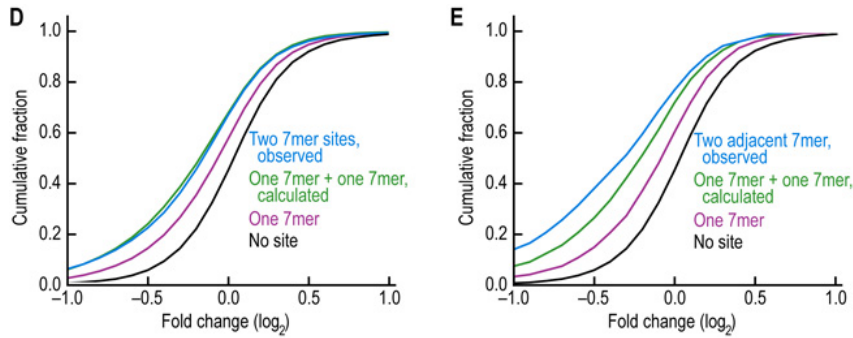 D
Cumulative fraction
1.0
0.8
0.6
0.4
0.2
0.0
Two 7mer sites,
observed
One 7mer + one 7mer,
calculated
One 7mer
No site
−1.0
−0.5
0.0
0.5
1.0
Fold change (log2)
E
Cumulative fraction
1.0
0.8
0.6
0.4
0.2
0.0
Two adjacent 7mer,
observed
One 7mer + one 7mer,
calculated
One 7mer
No site
−1.0
−0.5
0.0
0.5
1.0
Fold change (log2)